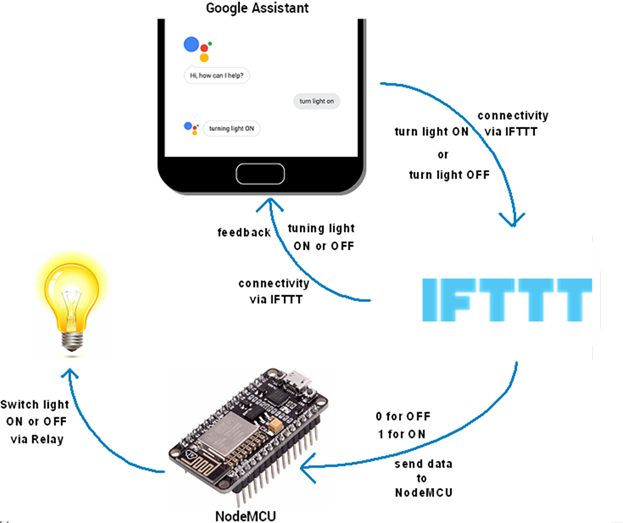 Google Assistant
Hi, how can I help?
turn light on
turning light ON
connectivity
via IFTTT
turn light ON
or
turn light OFF
feedback
tuning light
ON or OFF
connectivity
via IFTTT
IFTTT
Switch light
ON or OFF
via Relay
0 for OFF
1 for ON
send data
to
NodeMCU
NodeMCU